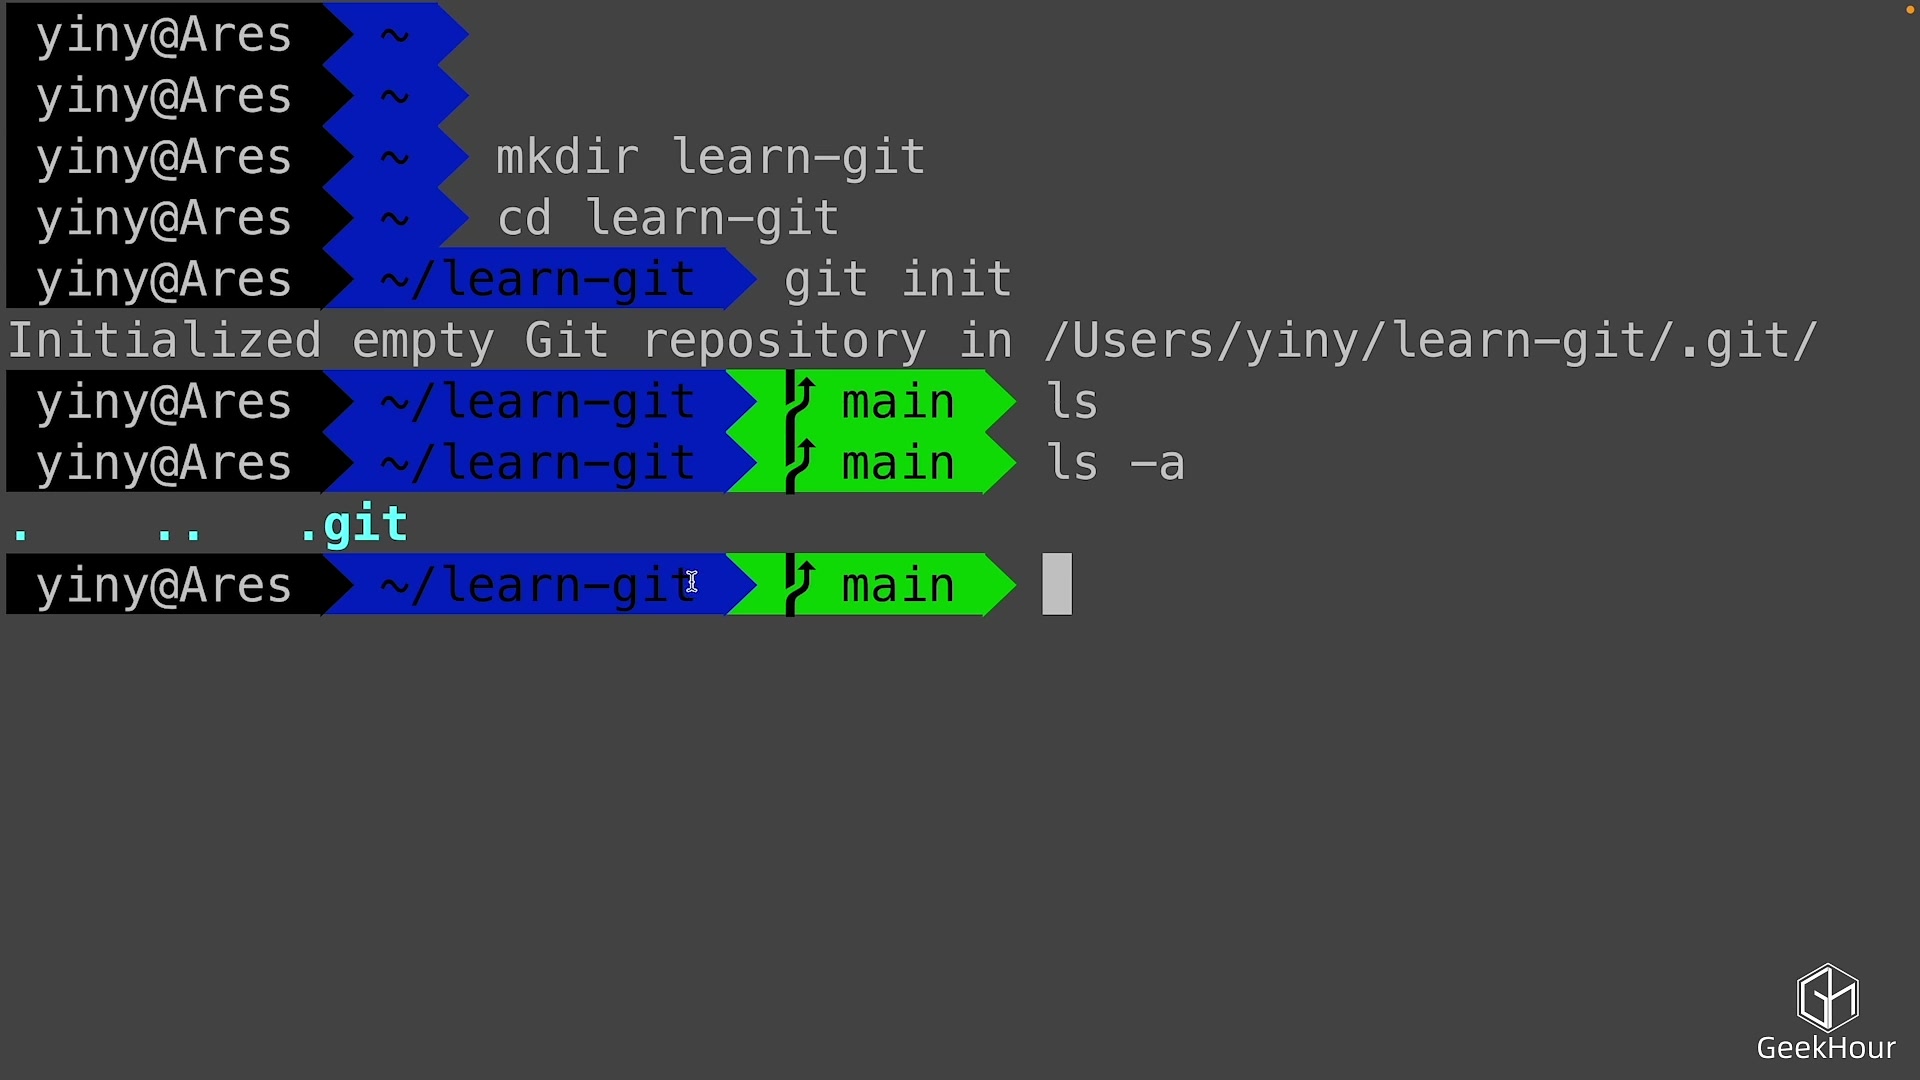 yiny@Ares ~
yiny@Ares ~
yiny@Ares ~ mkdir learn-git
yiny@Ares ~ cd learn-git
yiny@Ares ~/learn-git git init
Initialized empty Git repository in /Users/yiny/learn-git/.git/
yiny@Ares ~/learn-git main ls
yiny@Ares ~/learn-git main ls -a
. .. .git
yiny@Ares ~/learn-git main
GeekHour